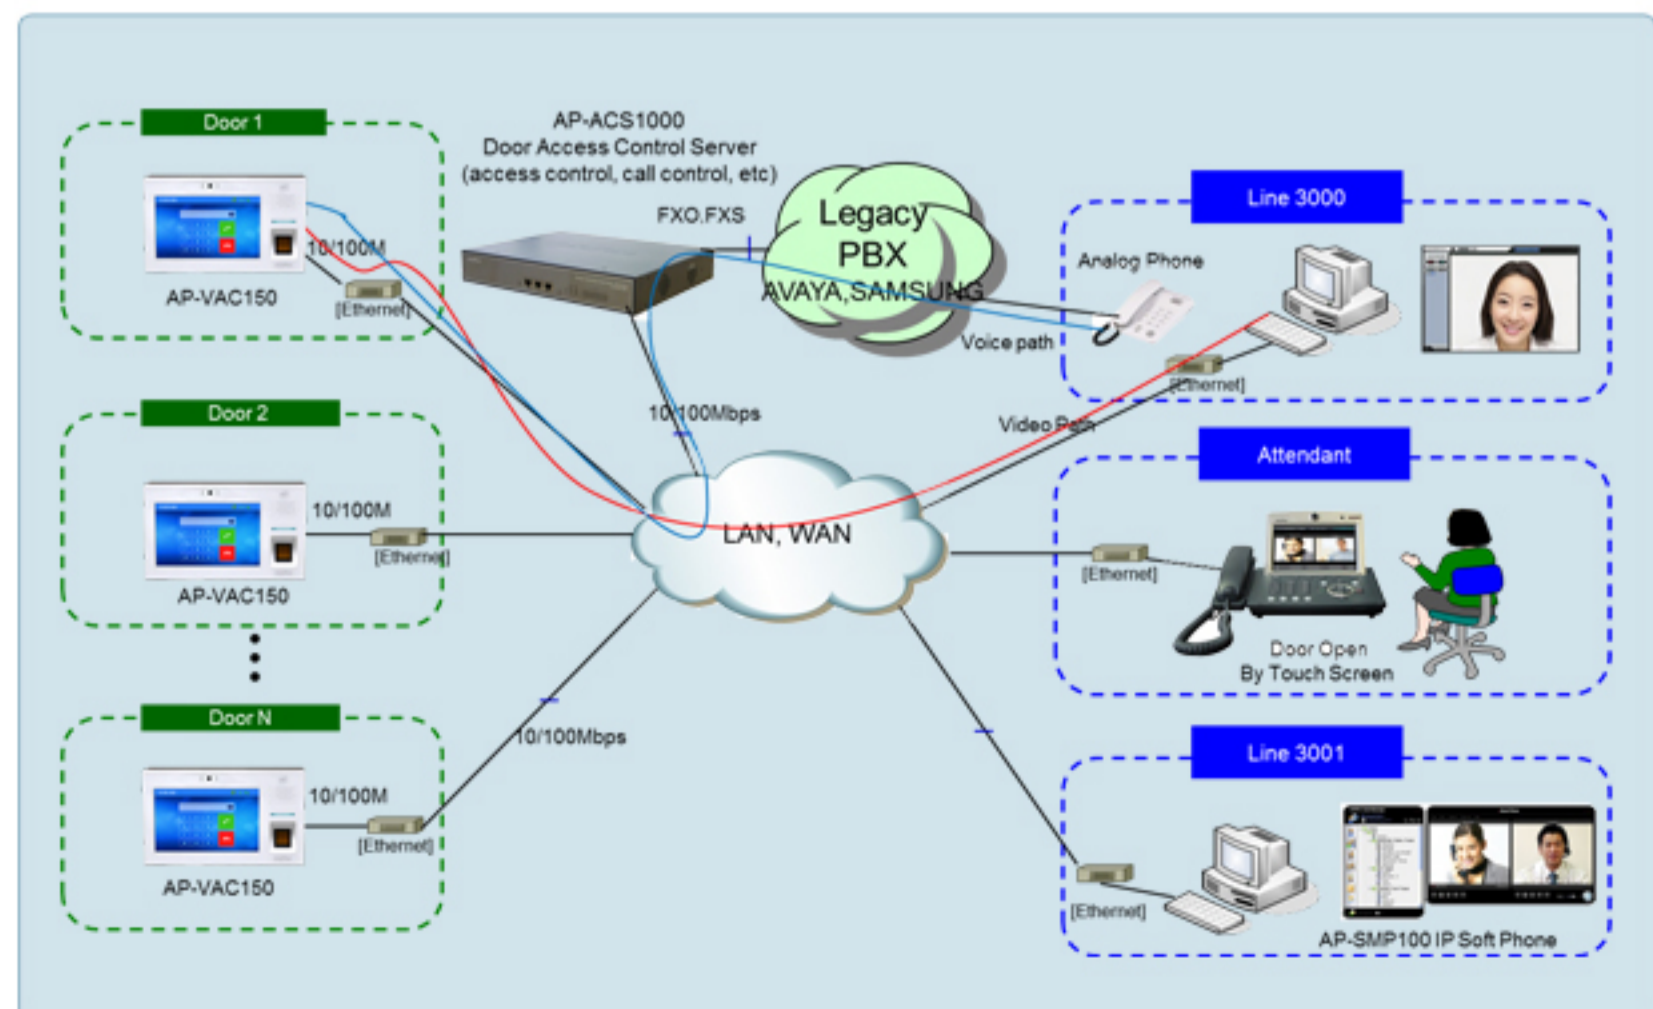 Door 1
10/100M
AP-VAC150
[Ethernet]
Door 2
10/100M
AP-VAC150
[Ethernet]
Door N
10/100M
AP-VAC150
[Ethernet]
10/100Mbps
AP-ACS1000
Door Access Control Server
(access control, call control, etc)
FXO.FXS
10/100Mbps
Legacy
PBX
AVAYA,SAMSUNG
Voice path
Video Path
LAN, WAN
Line 3000
Analog Phone
[Ethernet]
Attendant
[Ethernet]
Door Open
By Touch Screen
Line 3001
[Ethernet]
AP-SMP100 IP Soft Phone